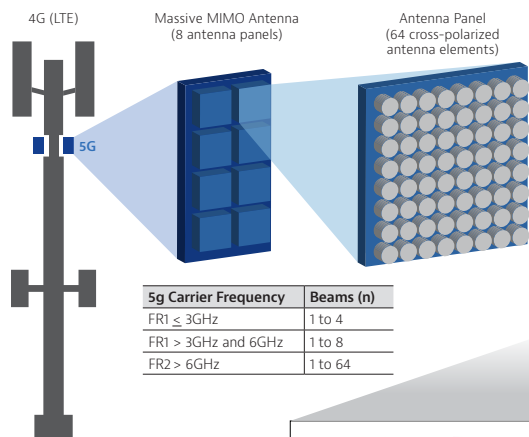 4G (LTE)
Massive MIMO Antenna
(8 antenna panels)
Antenna Panel
(64 cross-polarized
antenna elements)
5G
5g Carrier Frequency Beams (n)
FR1 ≤ 3GHz 1 to 4
FR1 > 3GHz and 6GHz 1 to 8
FR2 > 6GHz 1 to 64